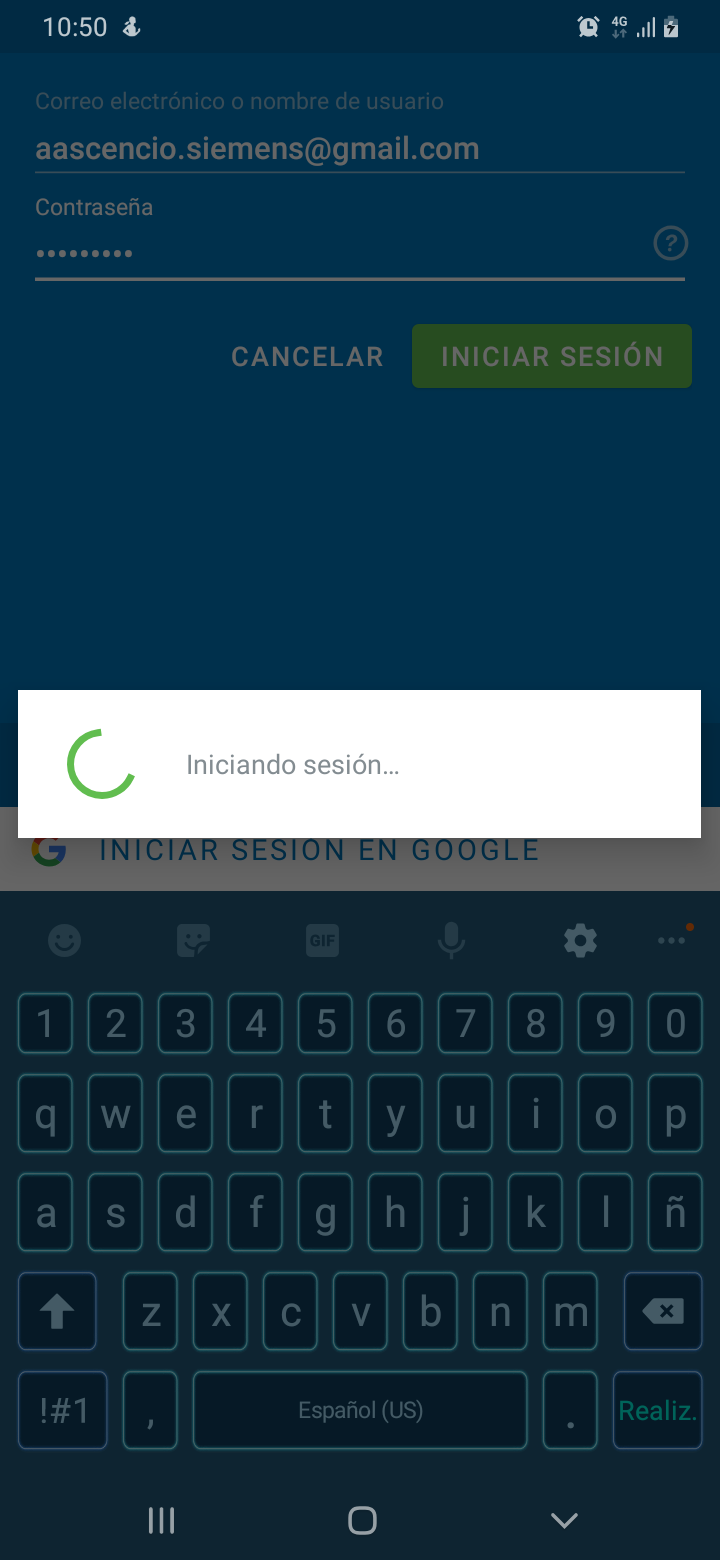 10:50
4G
Correo electrónico o nombre de usuario
aascencio.siemens@gmail.com
Contraseña
•••••••••
?
CANCELAR
INICIAR SESIÓN
Iniciando sesión...
INICIAR SESIÓN EN GOOGLE
GIF
1 2 3 4 5 6 7 8 9 0
q w e r t y u i o p
a s d f g h j k l ñ
z x c v b n m
!#1 , Español (US) . Realiz.